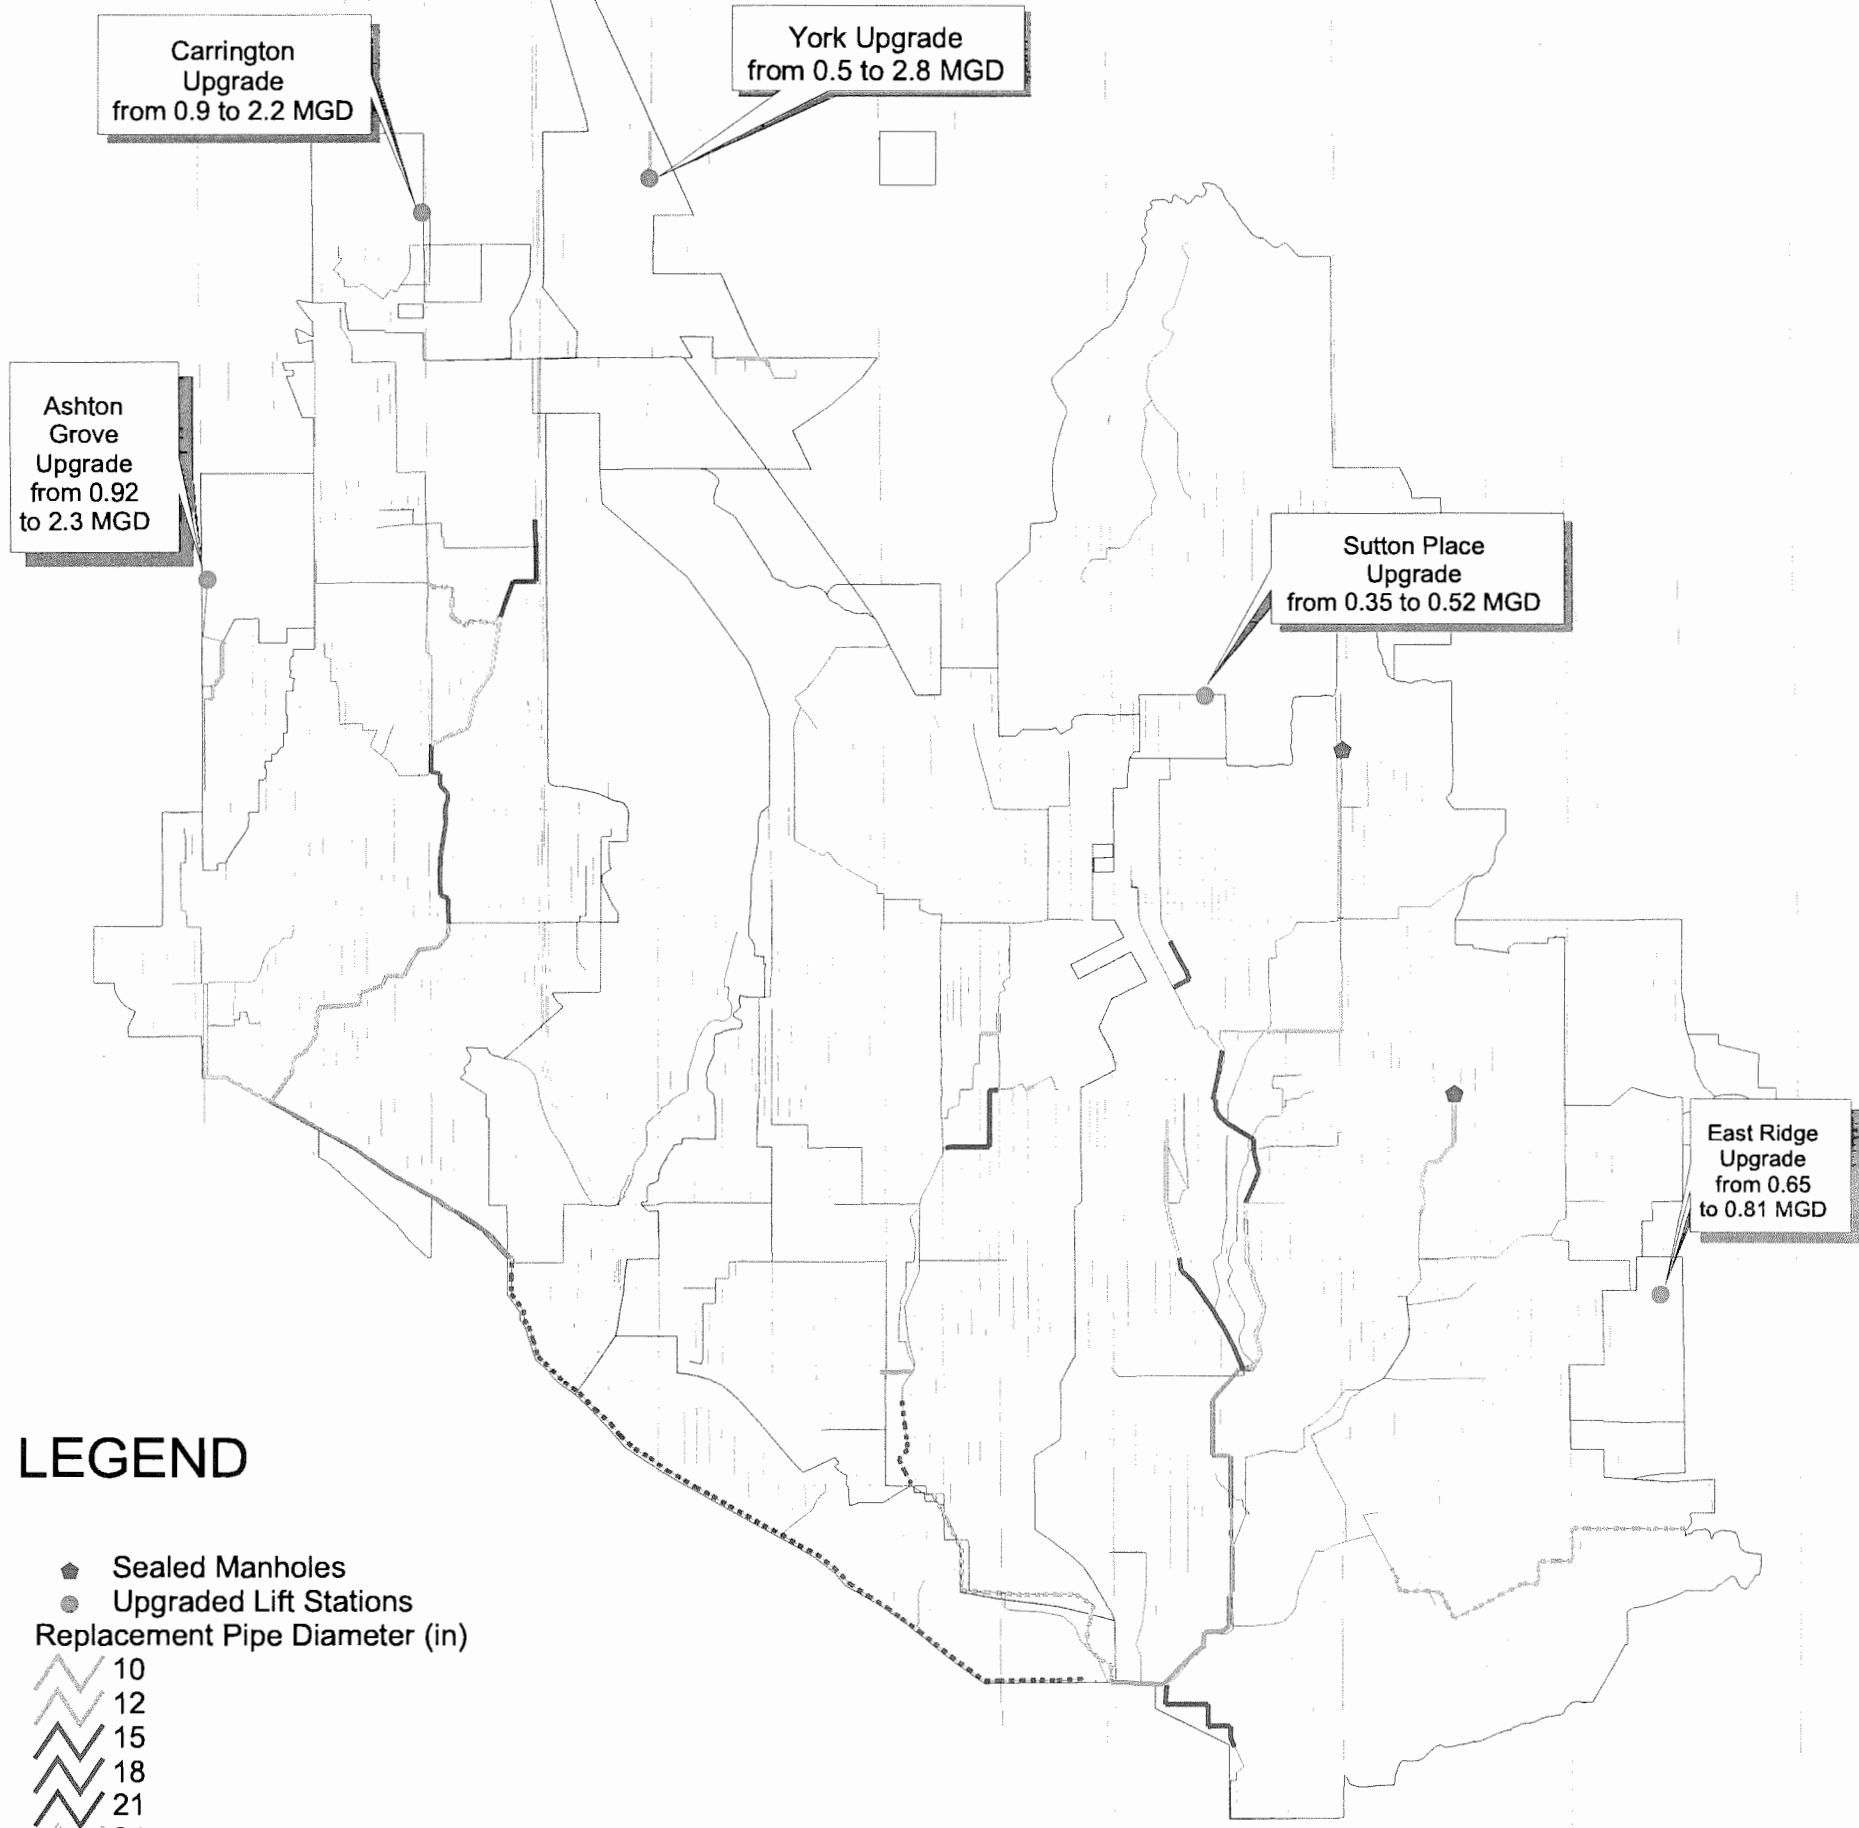 Carrington
Upgrade
from 0.9 to 2.2 MGD
York Upgrade
from 0.5 to 2.8 MGD
Ashton
Grove
Upgrade
from 0.92
to 2.3 MGD
Sutton Place
Upgrade
from 0.35 to 0.52 MGD
East Ridge
Upgrade
from 0.65
to 0.81 MGD
LEGEND
Sealed Manholes
Upgraded Lift Stations
Replacement Pipe Diameter (in)
10
12
15
18
21